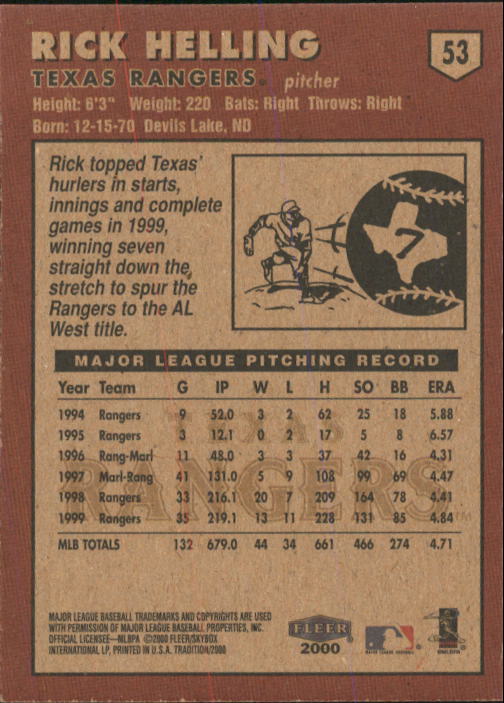 RICK HELLING
53
TEXAS RANGERS® pitcher
Height: 6'3" Weight: 220 Bats: Right Throws: Right
Born: 12-15-70 Devils Lake, ND
Rick topped Texas'
hurlers in starts,
innings and complete
games in 1999,
winning seven
straight down the
stretch to spur the
Rangers to the AL
West title.
7
MAJOR LEAGUE PITCHING RECORD
Year Team G IP W L H SO BB ERA
1994 Rangers 9 52.0 3 2 62 25 18 5.88
1995 Rangers 3 12.1 0 2 17 5 8 6.57
1996 Rang-Marl 11 48.0 3 3 37 42 16 4.31
1997 Marl-Rang 41 131.0 5 9 108 99 69 4.47
1998 Rangers 33 216.1 20 7 209 164 78 4.41
1999 Rangers 35 219.1 13 11 228 131 85 4.84
MLB TOTALS 132 679.0 44 34 661 466 274 4.71
TEXAS
RANGERS™
MAJOR LEAGUE BASEBALL TRADEMARKS AND COPYRIGHTS ARE USED
WITH PERMISSION OF MAJOR LEAGUE BASEBALL PROPERTIES, INC.
OFFICIAL LICENSEE—MLBPA ©2000 FLEER/SKYBOX
INTERNATIONAL LP, PRINTED IN U.S.A. TRADITION/2000
FLEER
2000